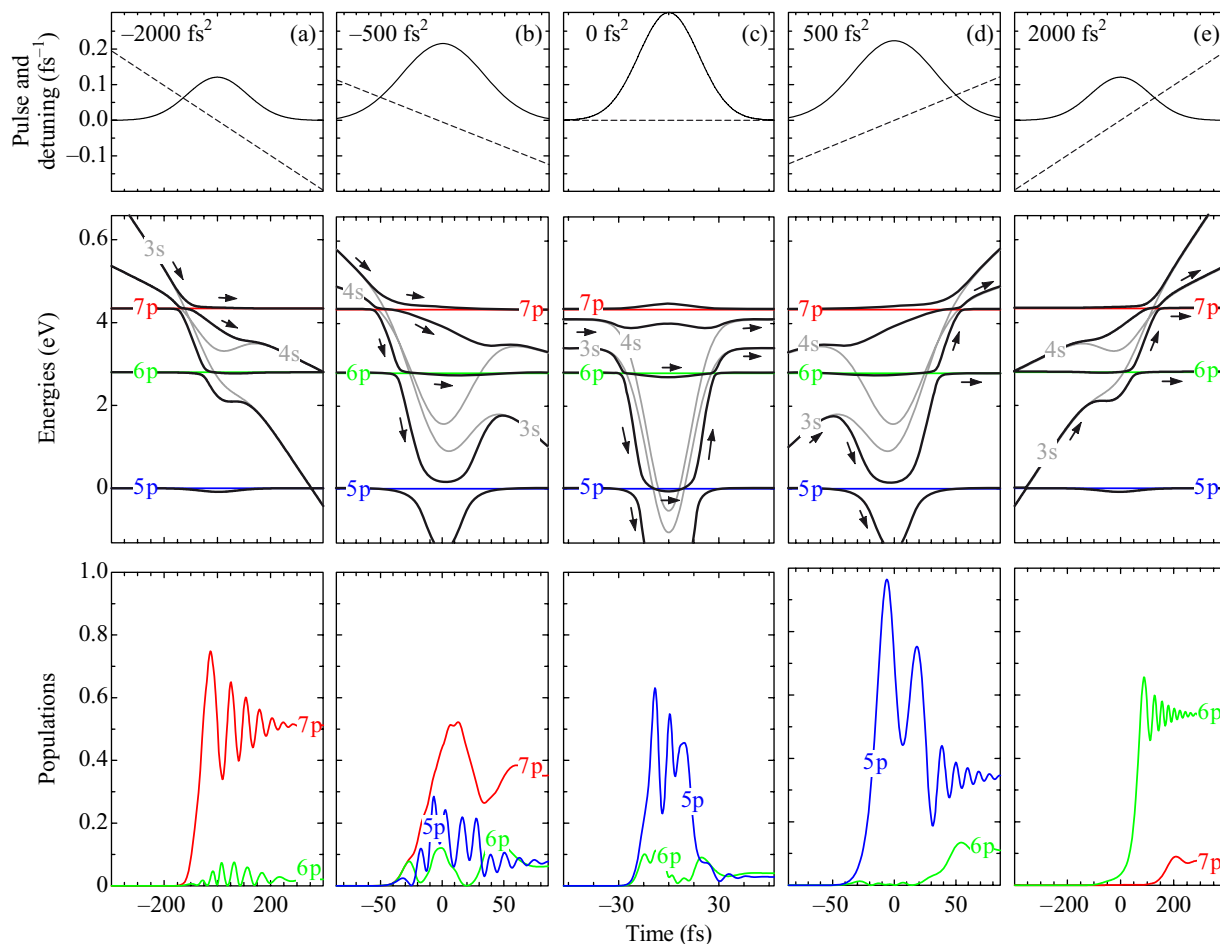 −2000 fs² (a)
−500 fs² (b)
0 fs² (c)
500 fs² (d)
2000 fs² (e)
Pulse and
detuning (fs⁻¹)
0.2
0.1
0.0
−0.1
Energies (eV)
0.6
4
2
0
3s
7p
4s
6p
5p
4s
7p
6p
3s
5p
7p
4s
3s
6p
5p
7p
4s
6p
3s
5p
4s
7p
6p
3s
5p
Populations
1.0
0.8
0.6
0.4
0.2
0
7p
6p
7p
5p
6p
5p
6p
5p
6p
6p
7p
−200 0 200
−50 0 50
−30 0 30
−50 0 50
−200 0 200
Time (fs)